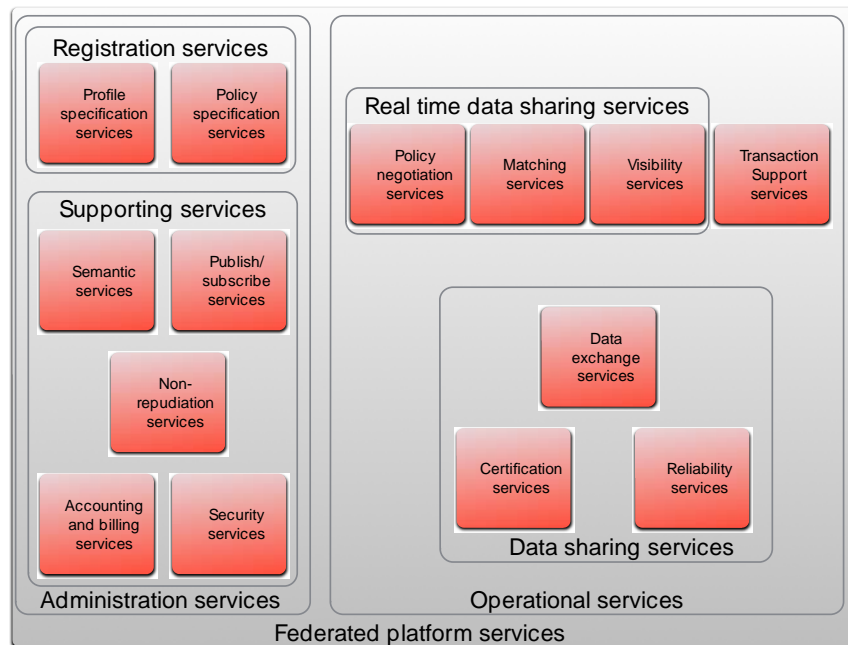 Registration services
Profile
specification
services
Policy
specification
services
Supporting services
Semantic
services
Publish/
subscribe
services
Non-
repudiation
services
Accounting
and billing
services
Security
services
Administration services
Real time data sharing services
Policy
negotiation
services
Matching
services
Visibility
services
Transaction
Support
services
Data
exchange
services
Certification
services
Reliability
services
Data sharing services
Operational services
Federated platform services